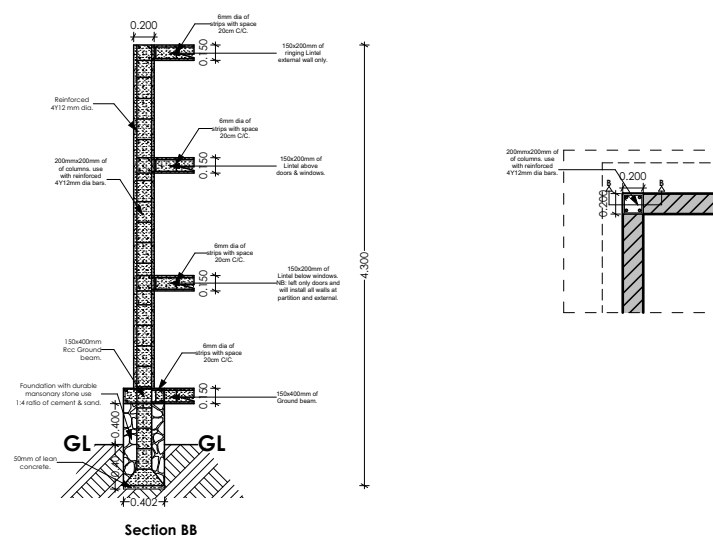 0.200
6mm dia of
strips with space
20cm C/C.
0.150
150x200mm of
ringing Lintel
external wall only.
Reinforced
4Y12 mm dia.
6mm dia of
strips with space
20cm C/C.
0.150
150x200mm of
Lintel above
doors & windows.
200mmx200mm of
of columns. use
with reinforced
4Y12mm dia bars.
4.300
6mm dia of
strips with space
20cm C/C.
0.150
150x200mm of
Lintel below windows.
NB: left only doors and
will install all walls at
partition and external.
150x400mm
Rcc Ground
beam.
6mm dia of
strips with space
20cm C/C.
0.150
150x400mm of
Ground beam.
Foundation with durable
mansonary stone use
1:4 ratio of cement & sand.
0.400
GL
GL
50mm of lean
concrete.
0.402
Section BB
200mmx200mm of
of columns. use
with reinforced
4Y12mm dia bars.
B
B
0.200